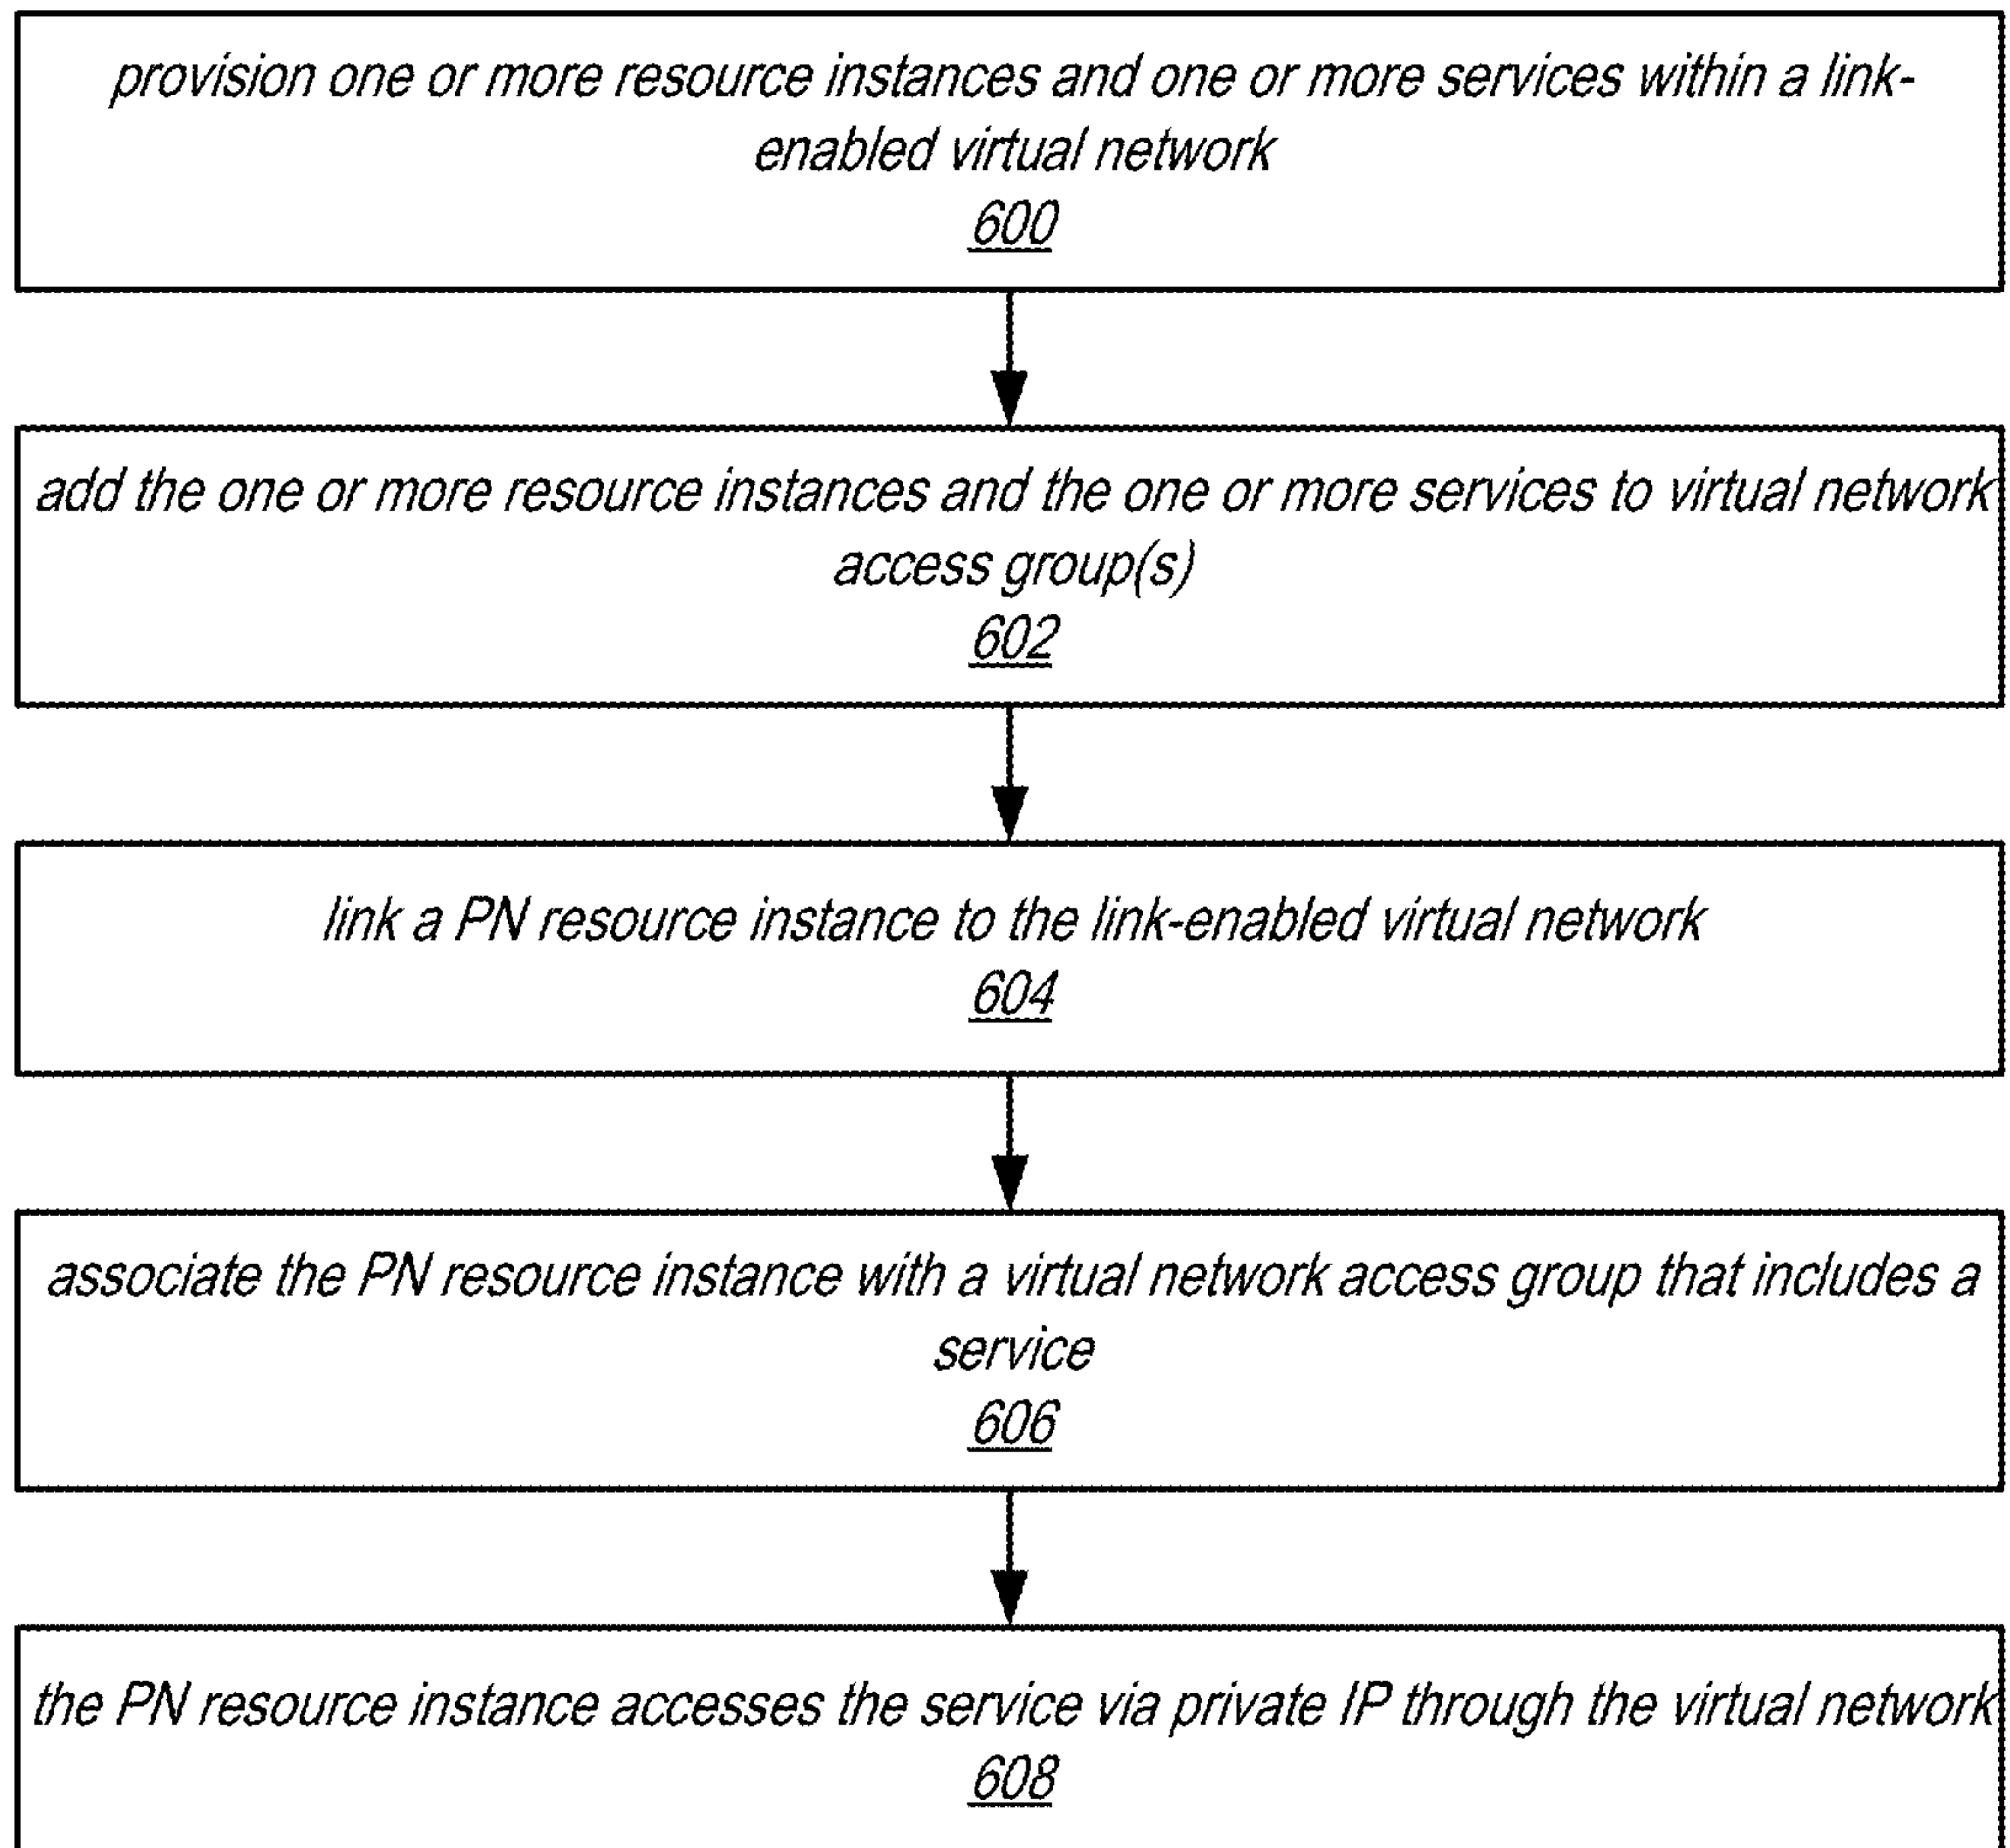 provision one or more resource instances and one or more services within a link-
enabled virtual network
600
add the one or more resource instances and the one or more services to virtual network
access group(s)
602
link a PN resource instance to the link-enabled virtual network
604
associate the PN resource instance with a virtual network access group that includes a
service
606
the PN resource instance accesses the service via private IP through the virtual network
608